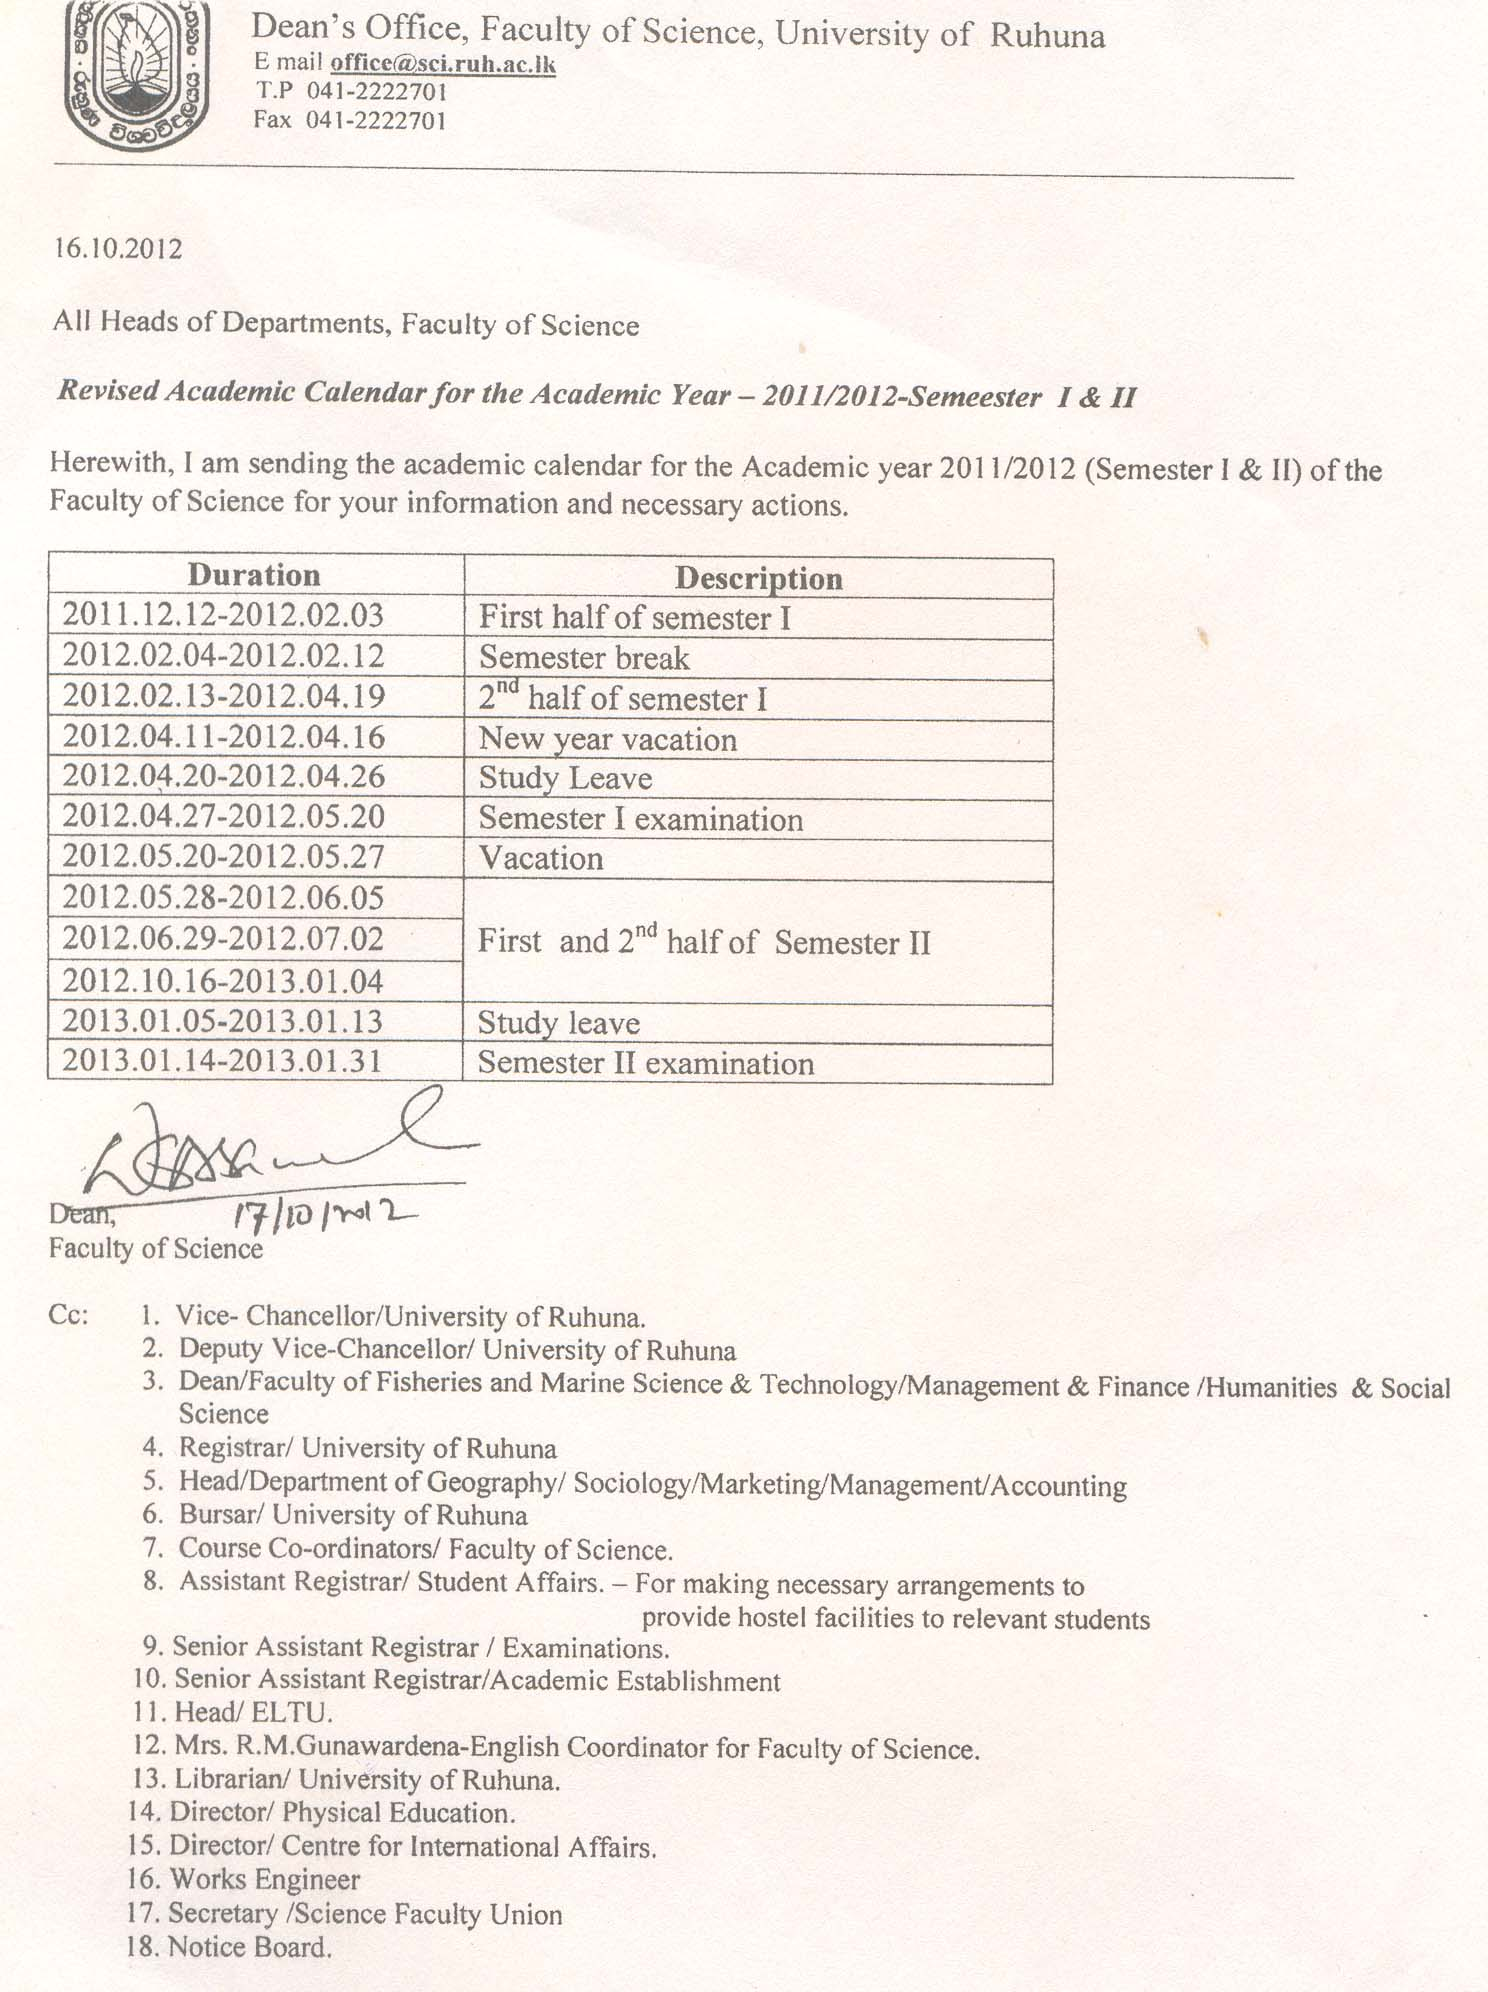 රුහුණ විශ්වවිද්‍යාලය
Dean's Office, Faculty of Science, University of Ruhuna
E mail office@sci.ruh.ac.lk
T.P 041-2222701
Fax 041-2222701
16.10.2012
All Heads of Departments, Faculty of Science
Revised Academic Calendar for the Academic Year – 2011/2012-Semeester I & II
Herewith, I am sending the academic calendar for the Academic year 2011/2012 (Semester I & II) of the
Faculty of Science for your information and necessary actions.
Duration Description
2011.12.12-2012.02.03 First half of semester I
2012.02.04-2012.02.12 Semester break
2012.02.13-2012.04.19 2nd half of semester I
2012.04.11-2012.04.16 New year vacation
2012.04.20-2012.04.26 Study Leave
2012.04.27-2012.05.20 Semester I examination
2012.05.20-2012.05.27 Vacation
2012.05.28-2012.06.05
2012.06.29-2012.07.02 First and 2nd half of Semester II
2012.10.16-2013.01.04
2013.01.05-2013.01.13 Study leave
2013.01.14-2013.01.31 Semester II examination
Dean, 17/10/2012
Faculty of Science
Cc: 1. Vice- Chancellor/University of Ruhuna.
2. Deputy Vice-Chancellor/ University of Ruhuna
3. Dean/Faculty of Fisheries and Marine Science & Technology/Management & Finance /Humanities & Social
Science
4. Registrar/ University of Ruhuna
5. Head/Department of Geography/ Sociology/Marketing/Management/Accounting
6. Bursar/ University of Ruhuna
7. Course Co-ordinators/ Faculty of Science.
8. Assistant Registrar/ Student Affairs. – For making necessary arrangements to
provide hostel facilities to relevant students
9. Senior Assistant Registrar / Examinations.
10. Senior Assistant Registrar/Academic Establishment
11. Head/ ELTU.
12. Mrs. R.M.Gunawardena-English Coordinator for Faculty of Science.
13. Librarian/ University of Ruhuna.
14. Director/ Physical Education.
15. Director/ Centre for International Affairs.
16. Works Engineer
17. Secretary /Science Faculty Union
18. Notice Board.